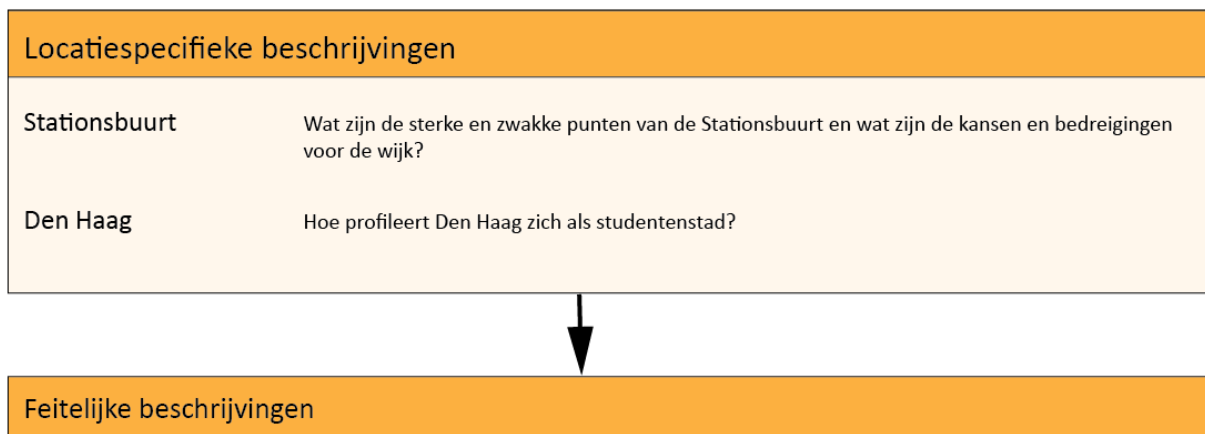 Locatiespecifieke beschrijvingen
Stationsbuurt
Wat zijn de sterke en zwakke punten van de Stationsbuurt en wat zijn de kansen en bedreigingen
voor de wijk?
Den Haag
Hoe profileert Den Haag zich als studentenstad?
Feitelijke beschrijvingen